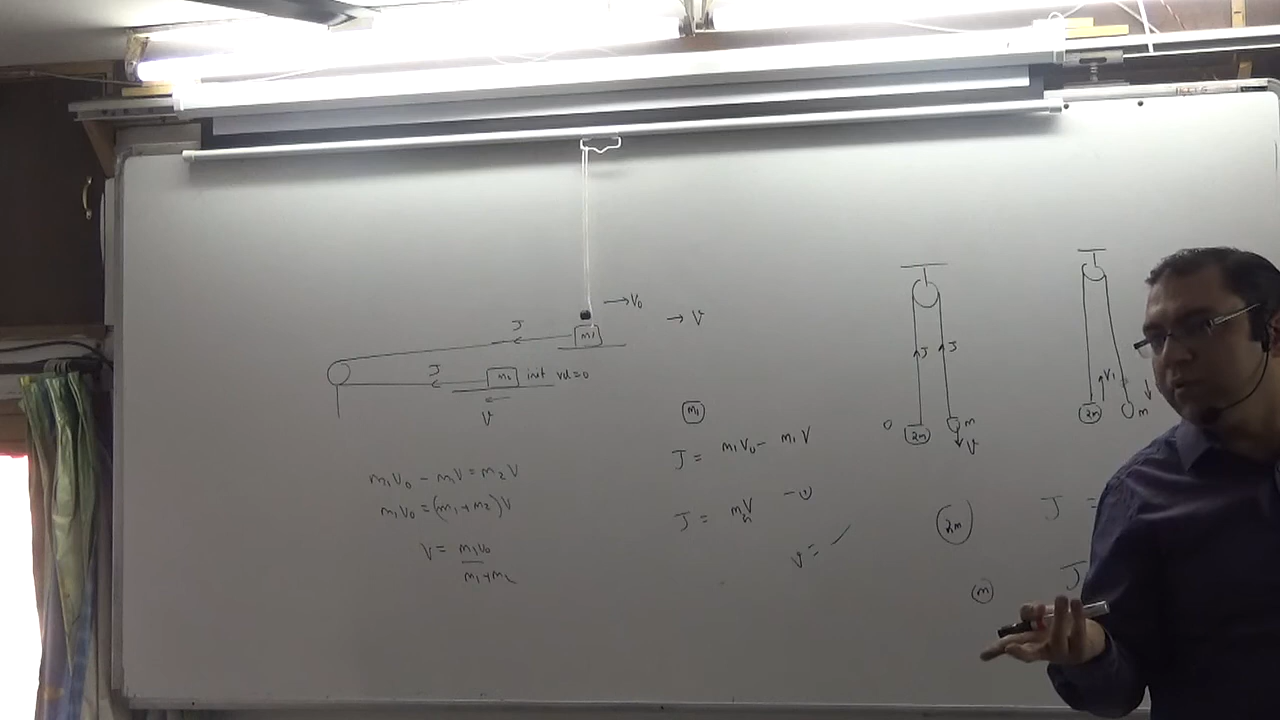 →V₀
→ V
J
m₁
J
m₂ init vel=0
V
m₁
J = m₁V₀ - m₁V
J = m₂V
V = ✓
m₁V₀ - m₁V = m₂V
m₁V₀ = (m₁+m₂)V
V = m₁V₀
m₁+m₂
J J
0 2m m
V
V₁
2m m
2m J =
m J